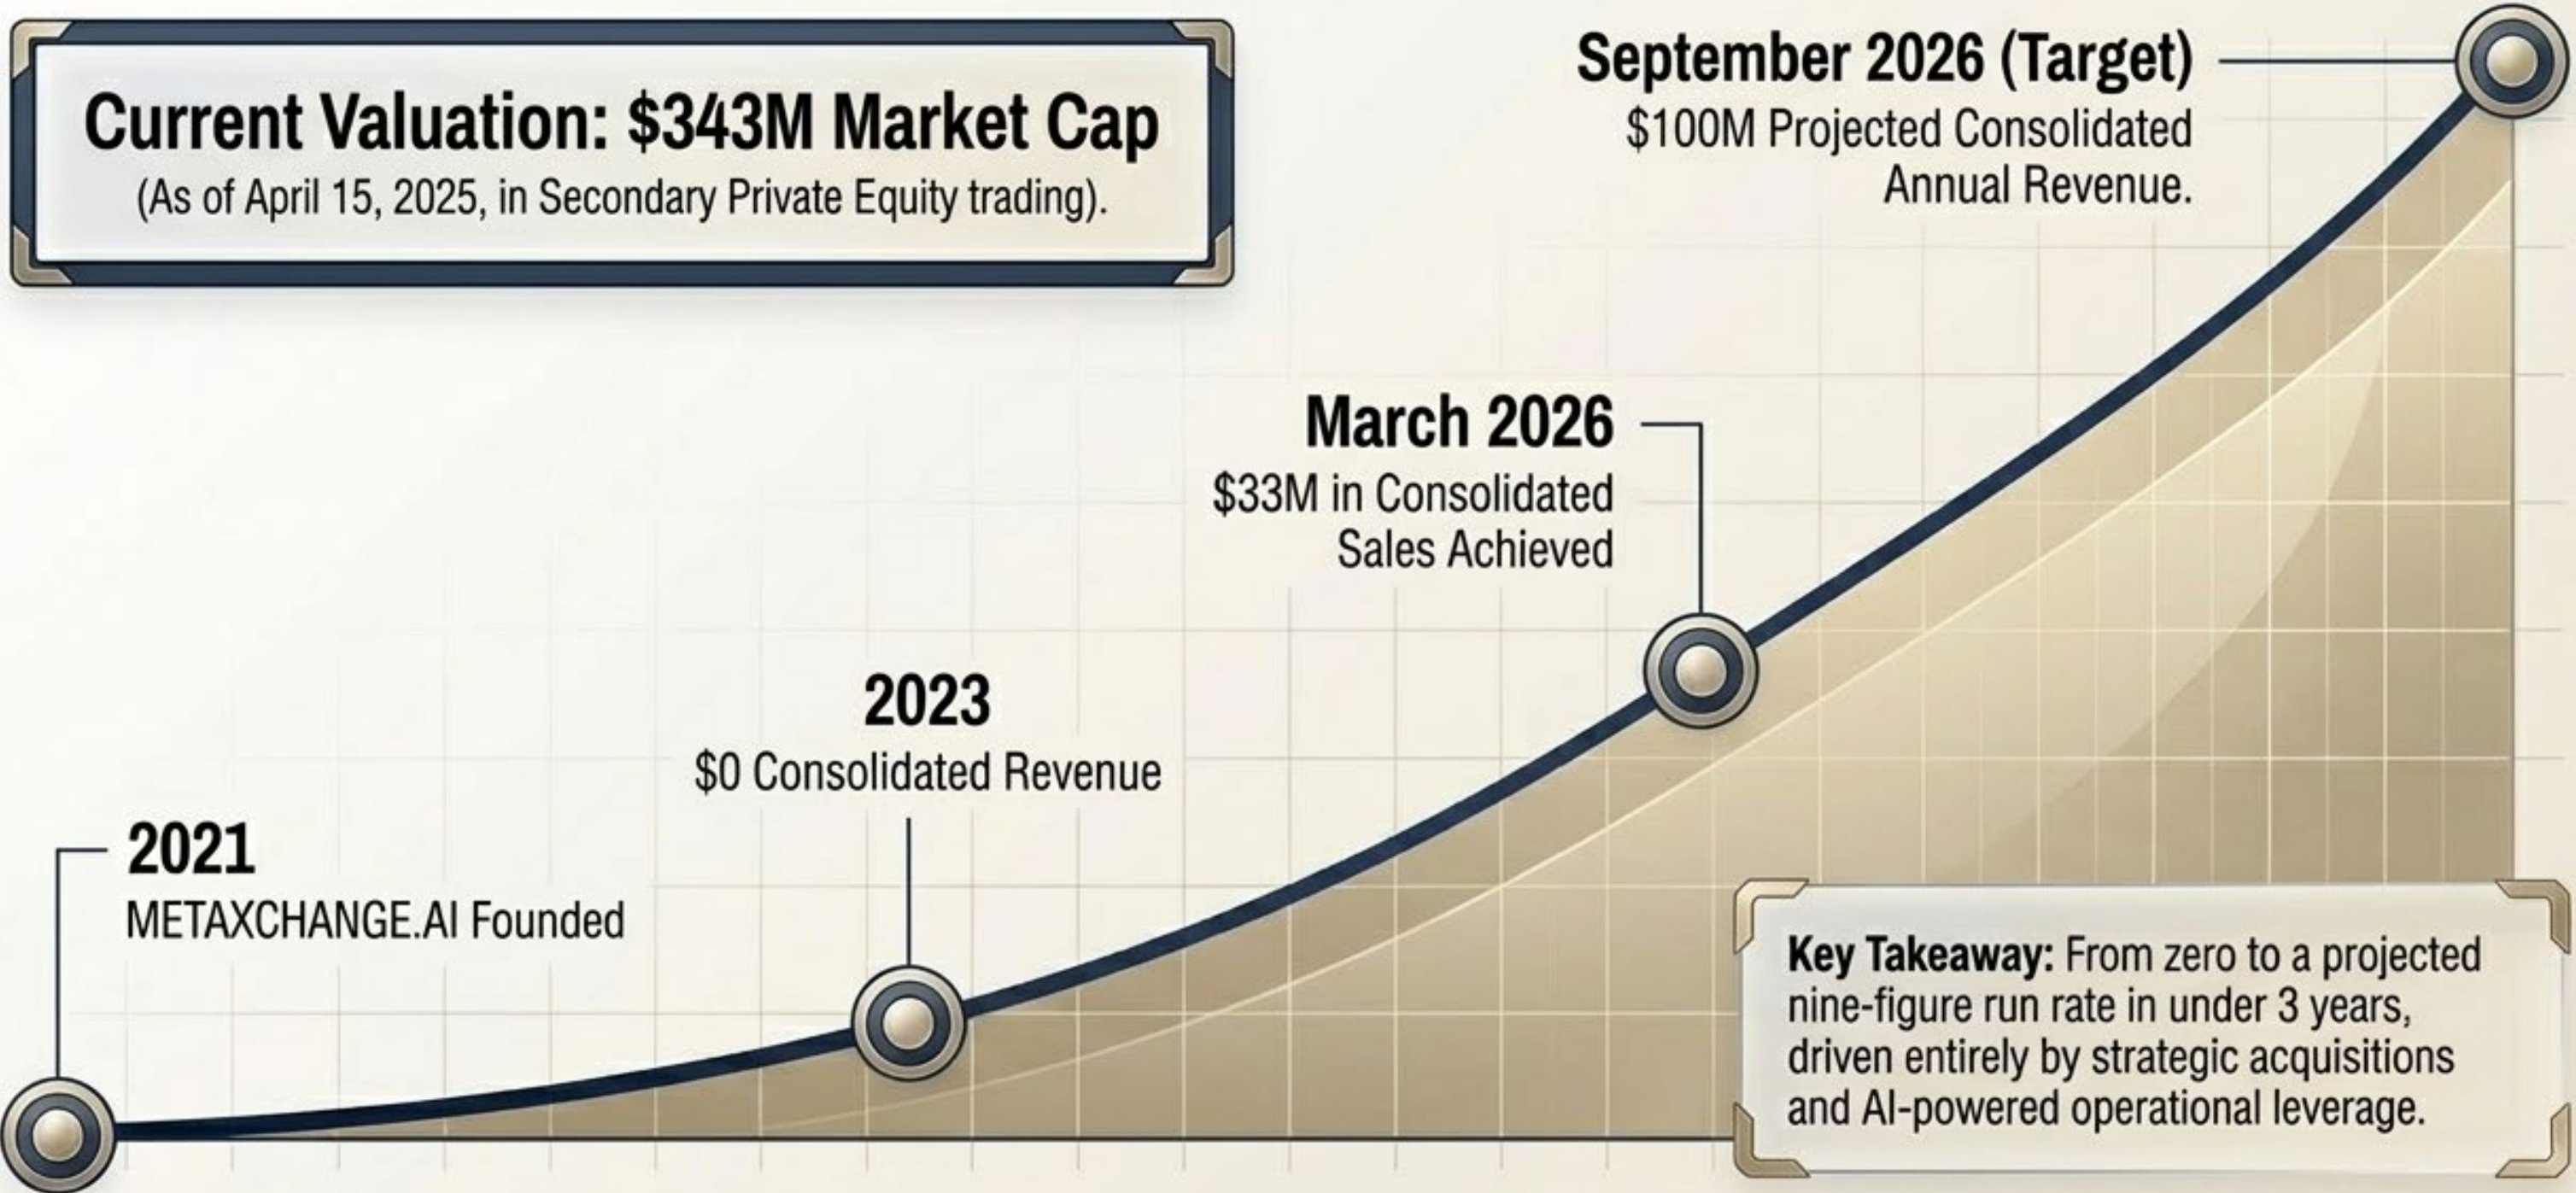 Current Valuation: $343M Market Cap
(As of April 15, 2025, in Secondary Private Equity trading).
September 2026 (Target)
$100M Projected Consolidated
Annual Revenue.
March 2026
$33M in Consolidated
Sales Achieved
2023
$0 Consolidated Revenue
2021
METAXCHANGE.AI Founded
Key Takeaway: From zero to a projected
nine-figure run rate in under 3 years,
driven entirely by strategic acquisitions
and AI-powered operational leverage.